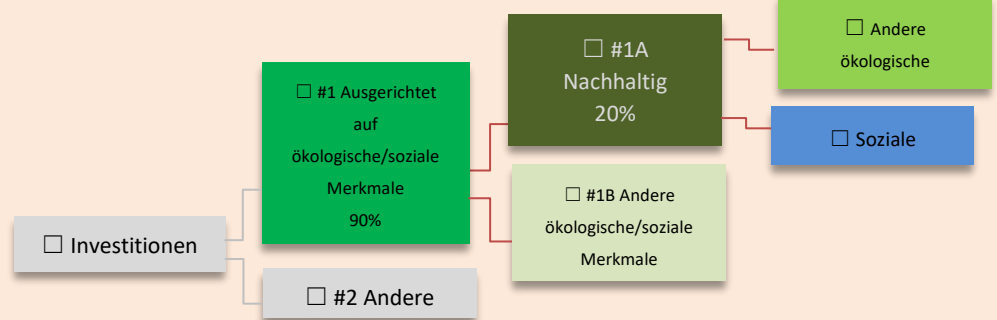 ☐ Investitionen
☐ #1 Ausgerichtet
auf
ökologische/soziale
Merkmale
90%
☐ #2 Andere
☐ #1A
Nachhaltig
20%
☐ #1B Andere
ökologische/soziale
Merkmale
☐ Andere
ökologische
☐ Soziale